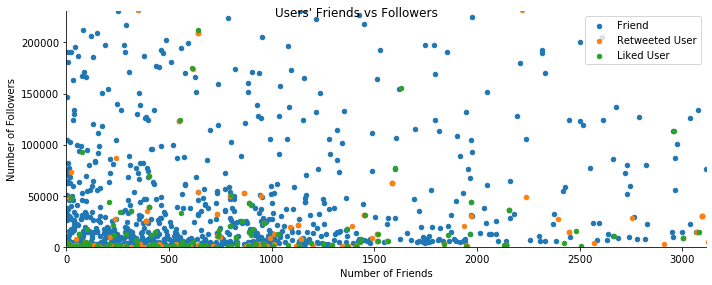 Users' Friends vs Followers
Friend
Retweeted User
Liked User
200000
150000
100000
50000
0
Number of Followers
0 500 1000 1500 2000 2500 3000
Number of Friends